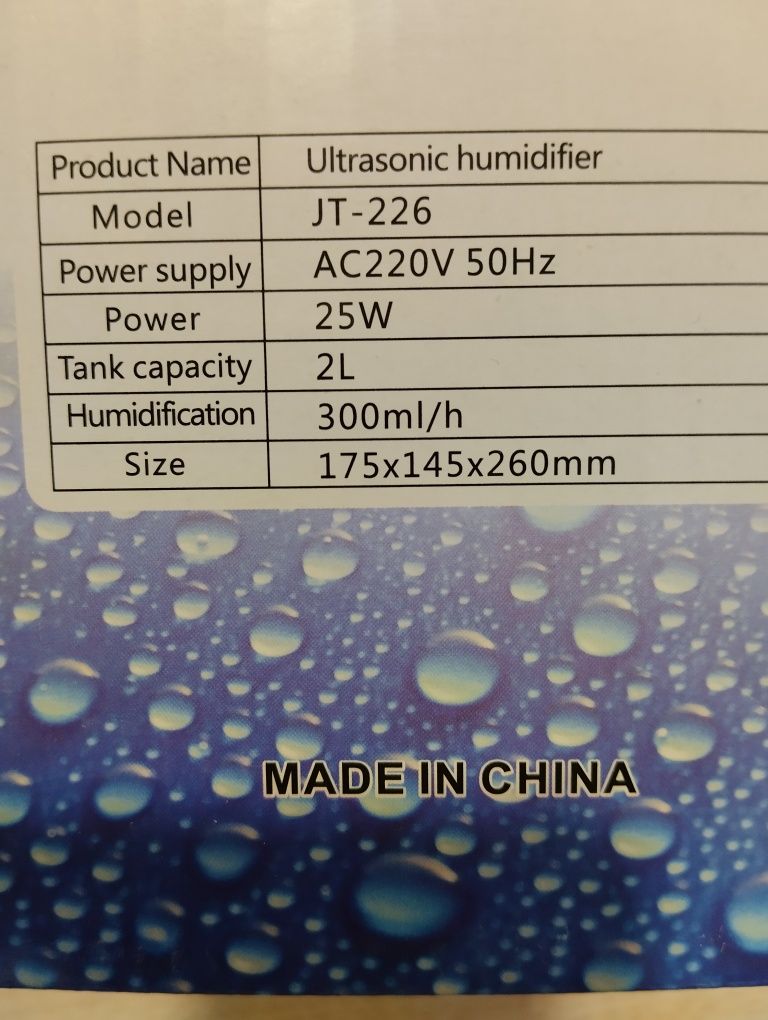 Product Name Ultrasonic humidifier
Model JT-226
Power supply AC220V 50Hz
Power 25W
Tank capacity 2L
Humidification 300ml/h
Size 175x145x260mm
MADE IN CHINA